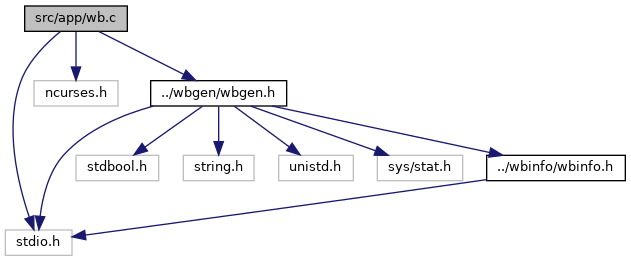 src/app/wb.c
ncurses.h
../wbgen/wbgen.h
stdbool.h
string.h
unistd.h
sys/stat.h
../wbinfo/wbinfo.h
stdio.h